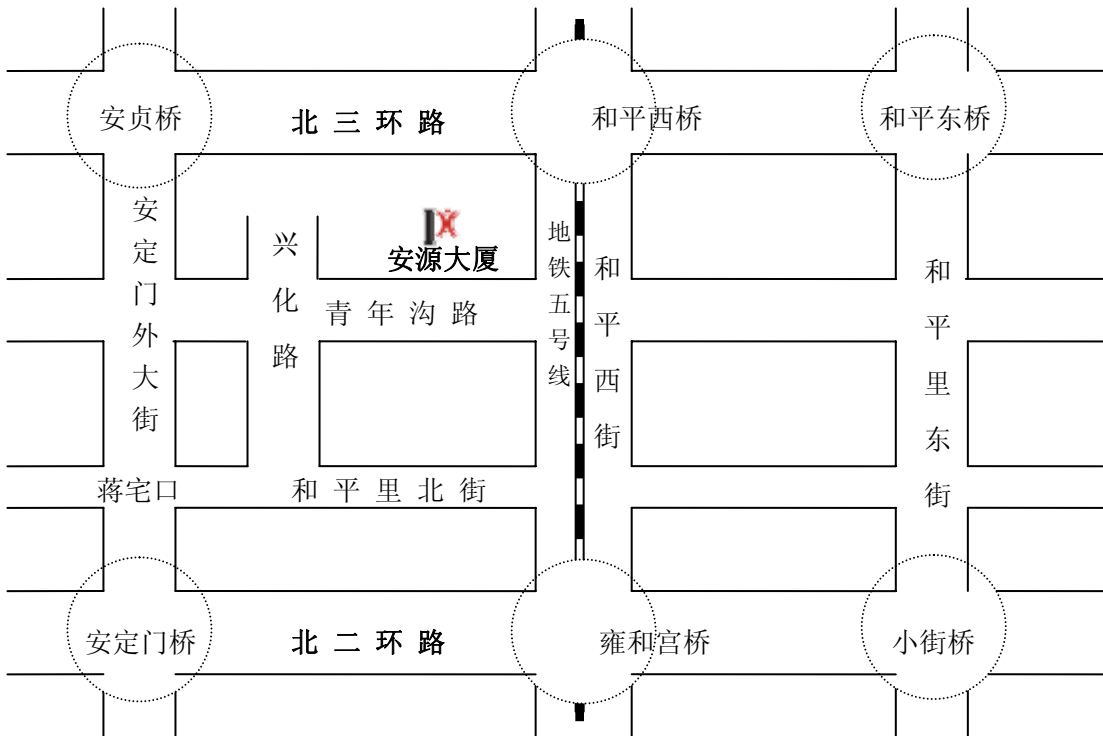 安贞桥
北三环路
和平西桥
和平东桥
安定门外大街
兴化路
安源大厦
青年沟路
地铁五号线
和平西街
和平里东街
蒋宅口
和平里北街
安定门桥
北二环路
雍和宫桥
小街桥